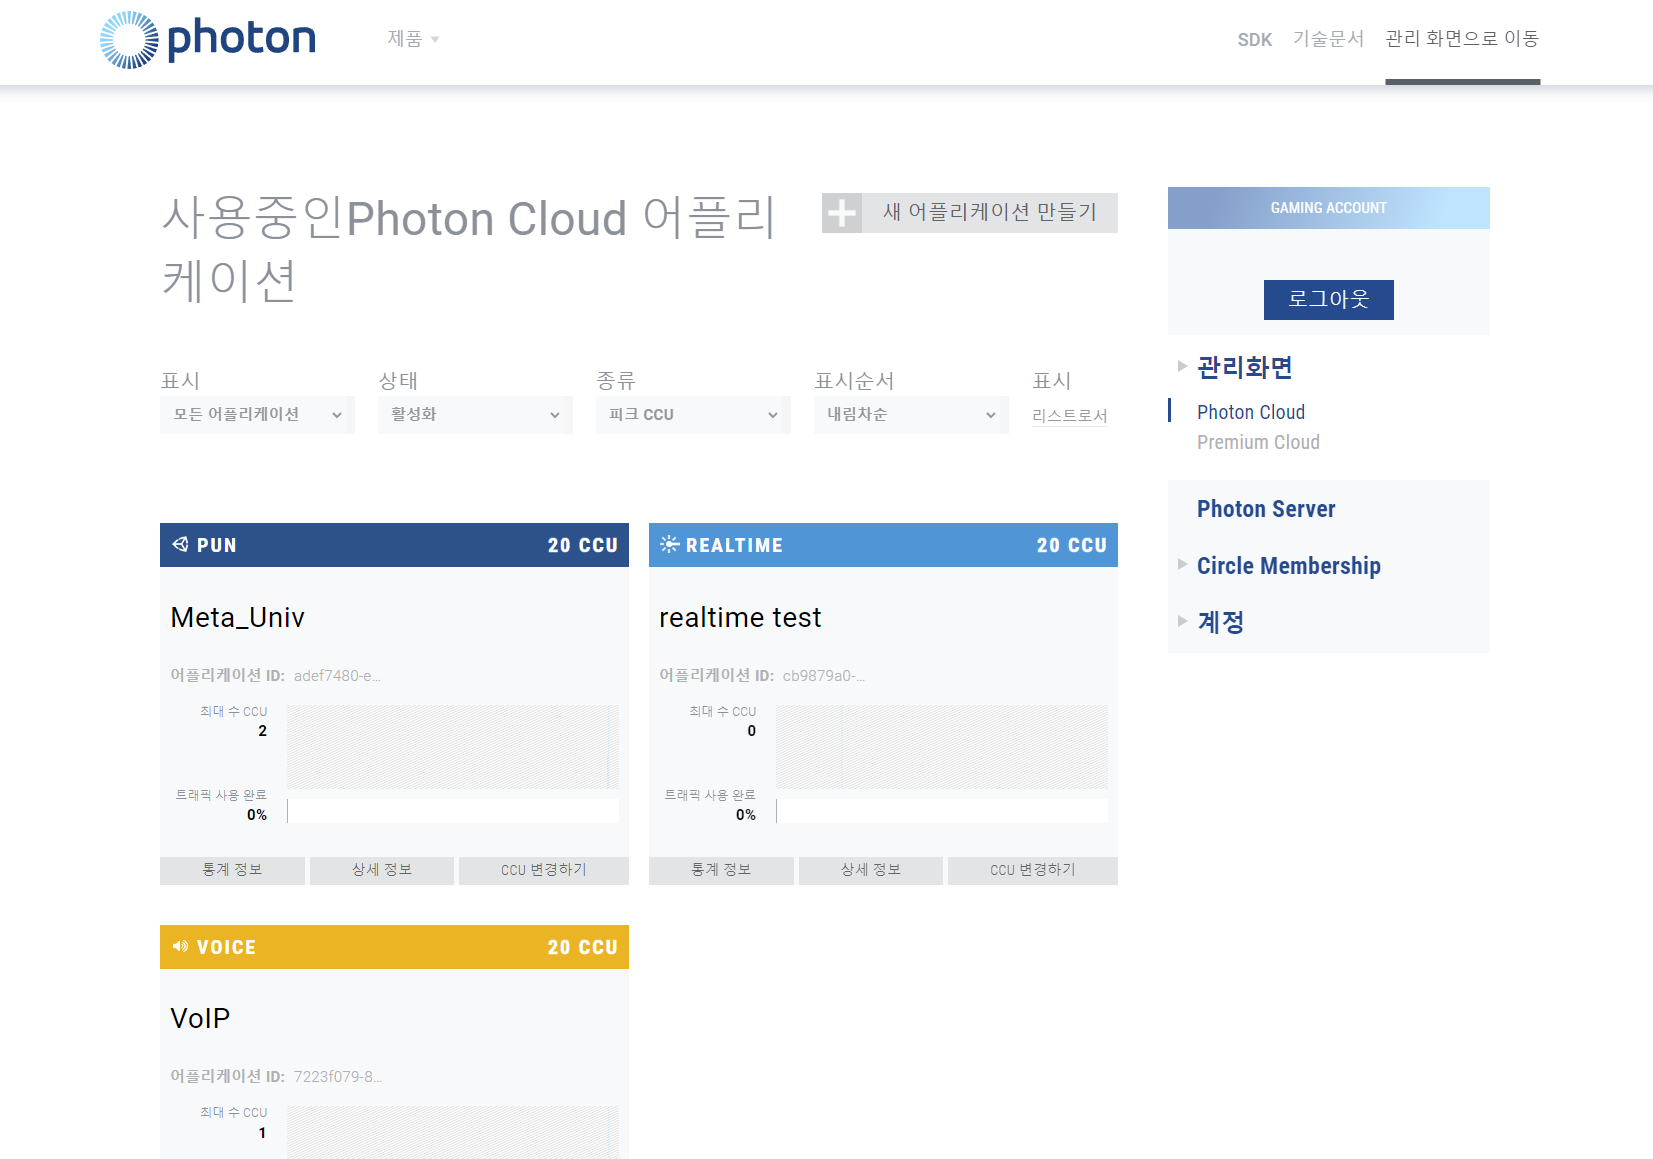 photon
제품
SDK
기술문서
관리 화면으로 이동
사용중인Photon Cloud 어플리
케이션
새 어플리케이션 만들기
표시
모든 어플리케이션
상태
활성화
종류
피크 CCU
표시순서
내림차순
표시
리스트로서
PUN
20 CCU
Meta_Univ
어플리케이션 ID: adef7480-e...
최대 수 CCU
2
트래픽 사용 완료
0%
통계 정보
상세 정보
CCU 변경하기
REALTIME
20 CCU
realtime test
어플리케이션 ID: cb9879a0-...
최대 수 CCU
0
트래픽 사용 완료
0%
통계 정보
상세 정보
CCU 변경하기
VOICE
20 CCU
VoIP
어플리케이션 ID: 7223f079-8...
최대 수 CCU
1
GAMING ACCOUNT
로그아웃
관리화면
Photon Cloud
Premium Cloud
Photon Server
Circle Membership
계정